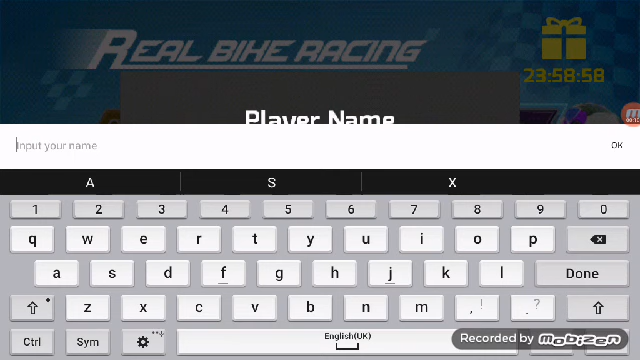 REAL BIKE RACING
23:58:58
Player Name
Input your name
OK
A S X
1 2 3 4 5 6 7 8 9 0
q w e r t y u i o p
a s d f g h j k l Done
z x c v b n m , ! . ?
Ctrl Sym English(UK)
Recorded by mobizen